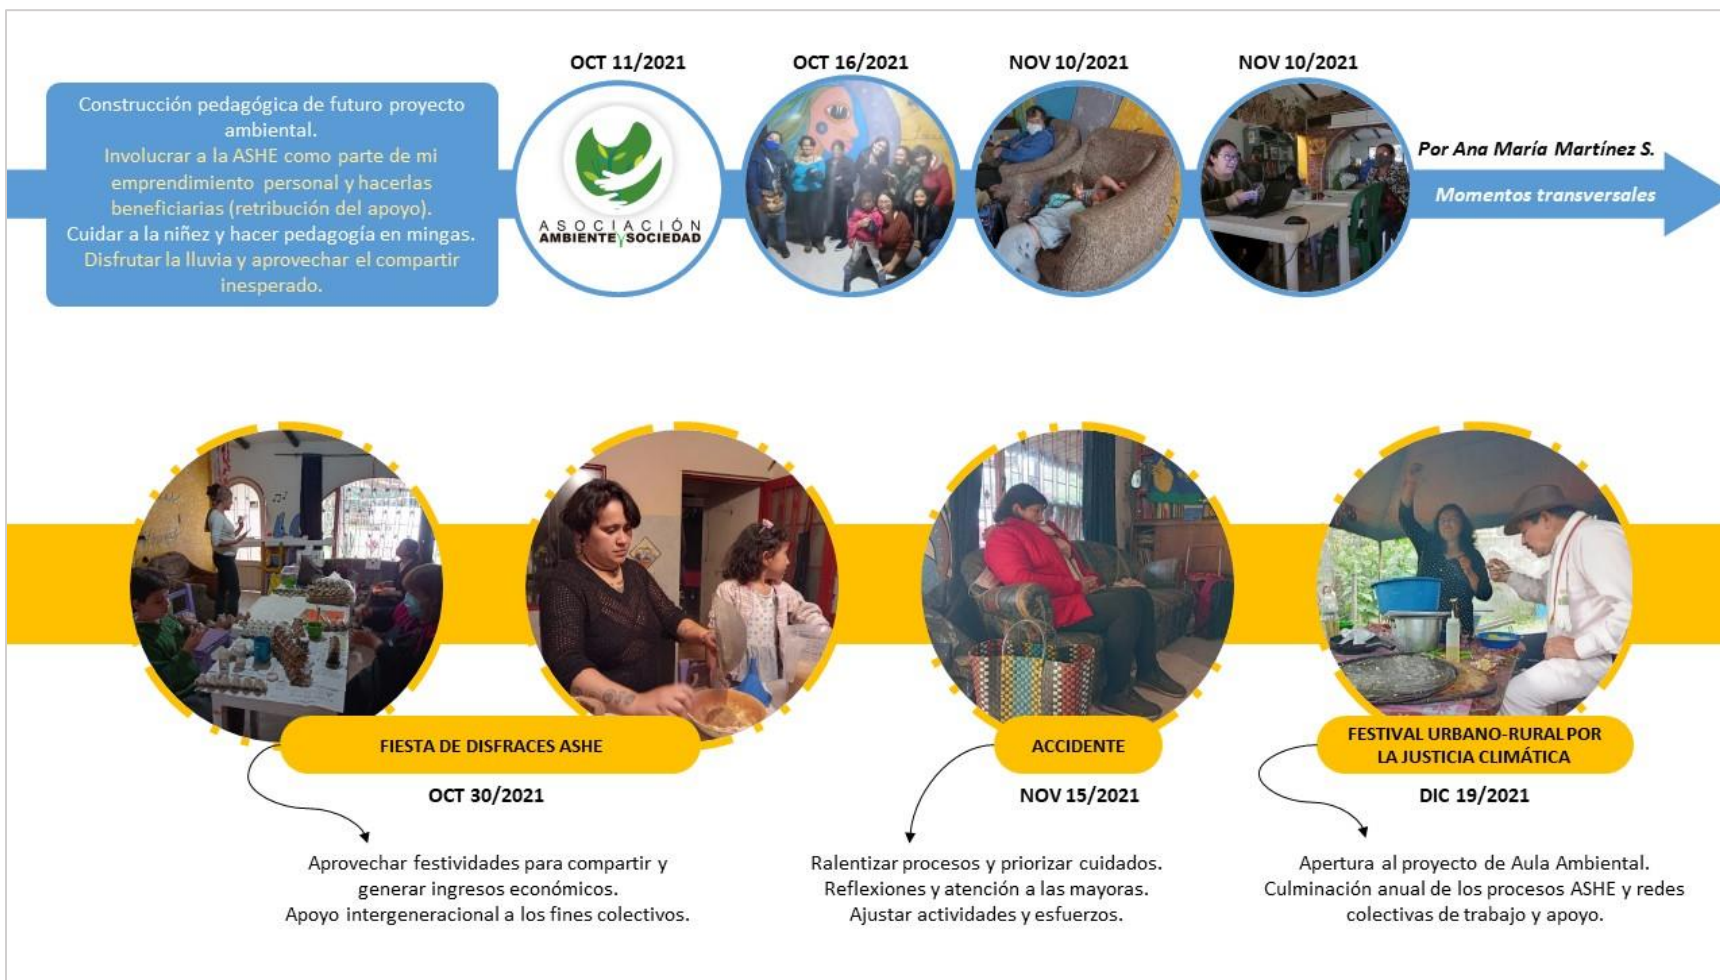 OCT 11/2021
OCT 16/2021
NOV 10/2021
NOV 10/2021
Construcción pedagógica de futuro proyecto
ambiental.
Involucrar a la ASHE como parte de mi
emprendimiento personal y hacerlas
beneficiarias (retribución del apoyo).
Cuidar a la niñez y hacer pedagogía en mingas.
Disfrutar la lluvia y aprovechar el compartir
inesperado.
ASOCIACIÓN
AMBIENTE Y SOCIEDAD
Por Ana María Martínez S.
Momentos transversales
FIESTA DE DISFRACES ASHE
OCT 30/2021
Aprovechar festividades para compartir y
generar ingresos económicos.
Apoyo intergeneracional a los fines colectivos.
ACCIDENTE
NOV 15/2021
Ralentizar procesos y priorizar cuidados.
Reflexiones y atención a las mayoras.
Ajustar actividades y esfuerzos.
FESTIVAL URBANO-RURAL POR
LA JUSTICIA CLIMÁTICA
DIC 19/2021
Apertura al proyecto de Aula Ambiental.
Culminación anual de los procesos ASHE y redes
colectivas de trabajo y apoyo.